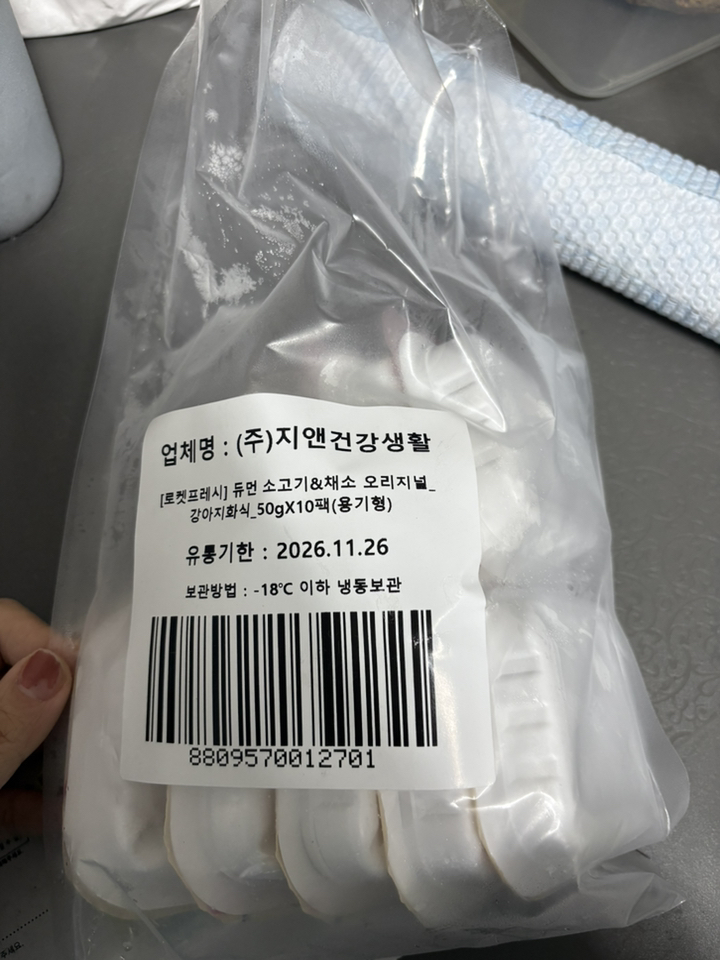 업체명 : (주)지앤건강생활
[로켓프레시] 듀먼 소고기&채소 오리지널_
강아지화식_50gX10팩(용기형)
유통기한 : 2026.11.26
보관방법 : -18℃ 이하 냉동보관
8809570012701